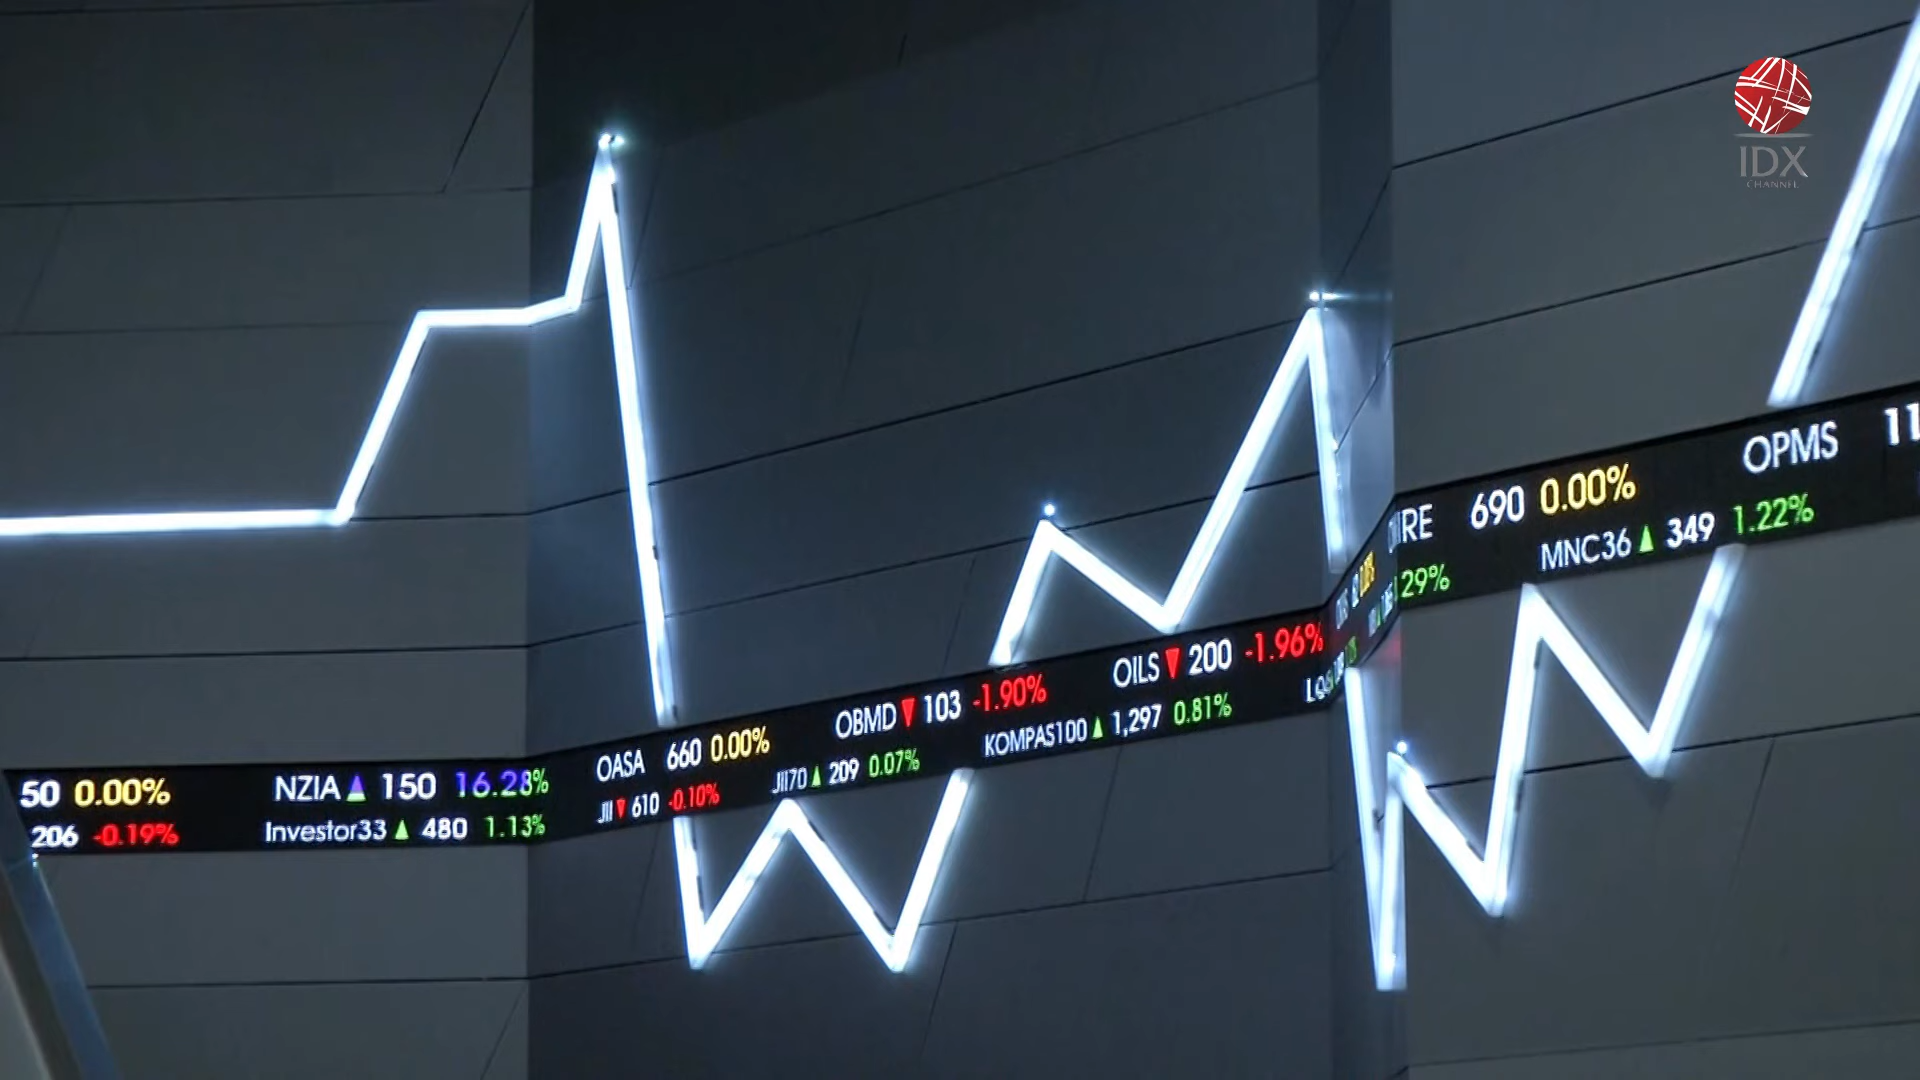 IDX
CHANNEL
50 0.00% NZIA ▲ 150 16.28% OASA 660 0.00% OBMD ▼ 103 -1.90% OILS ▼ 200 -1.96%
206 -0.19% Investor33 ▲ 480 1.13% JII ▼ 610 -0.10% JII70 ▲ 209 0.07% KOMPAS100 ▲ 1,297 0.81%
690 0.00% OPMS 11
29% MNC36 ▲ 349 1.22%